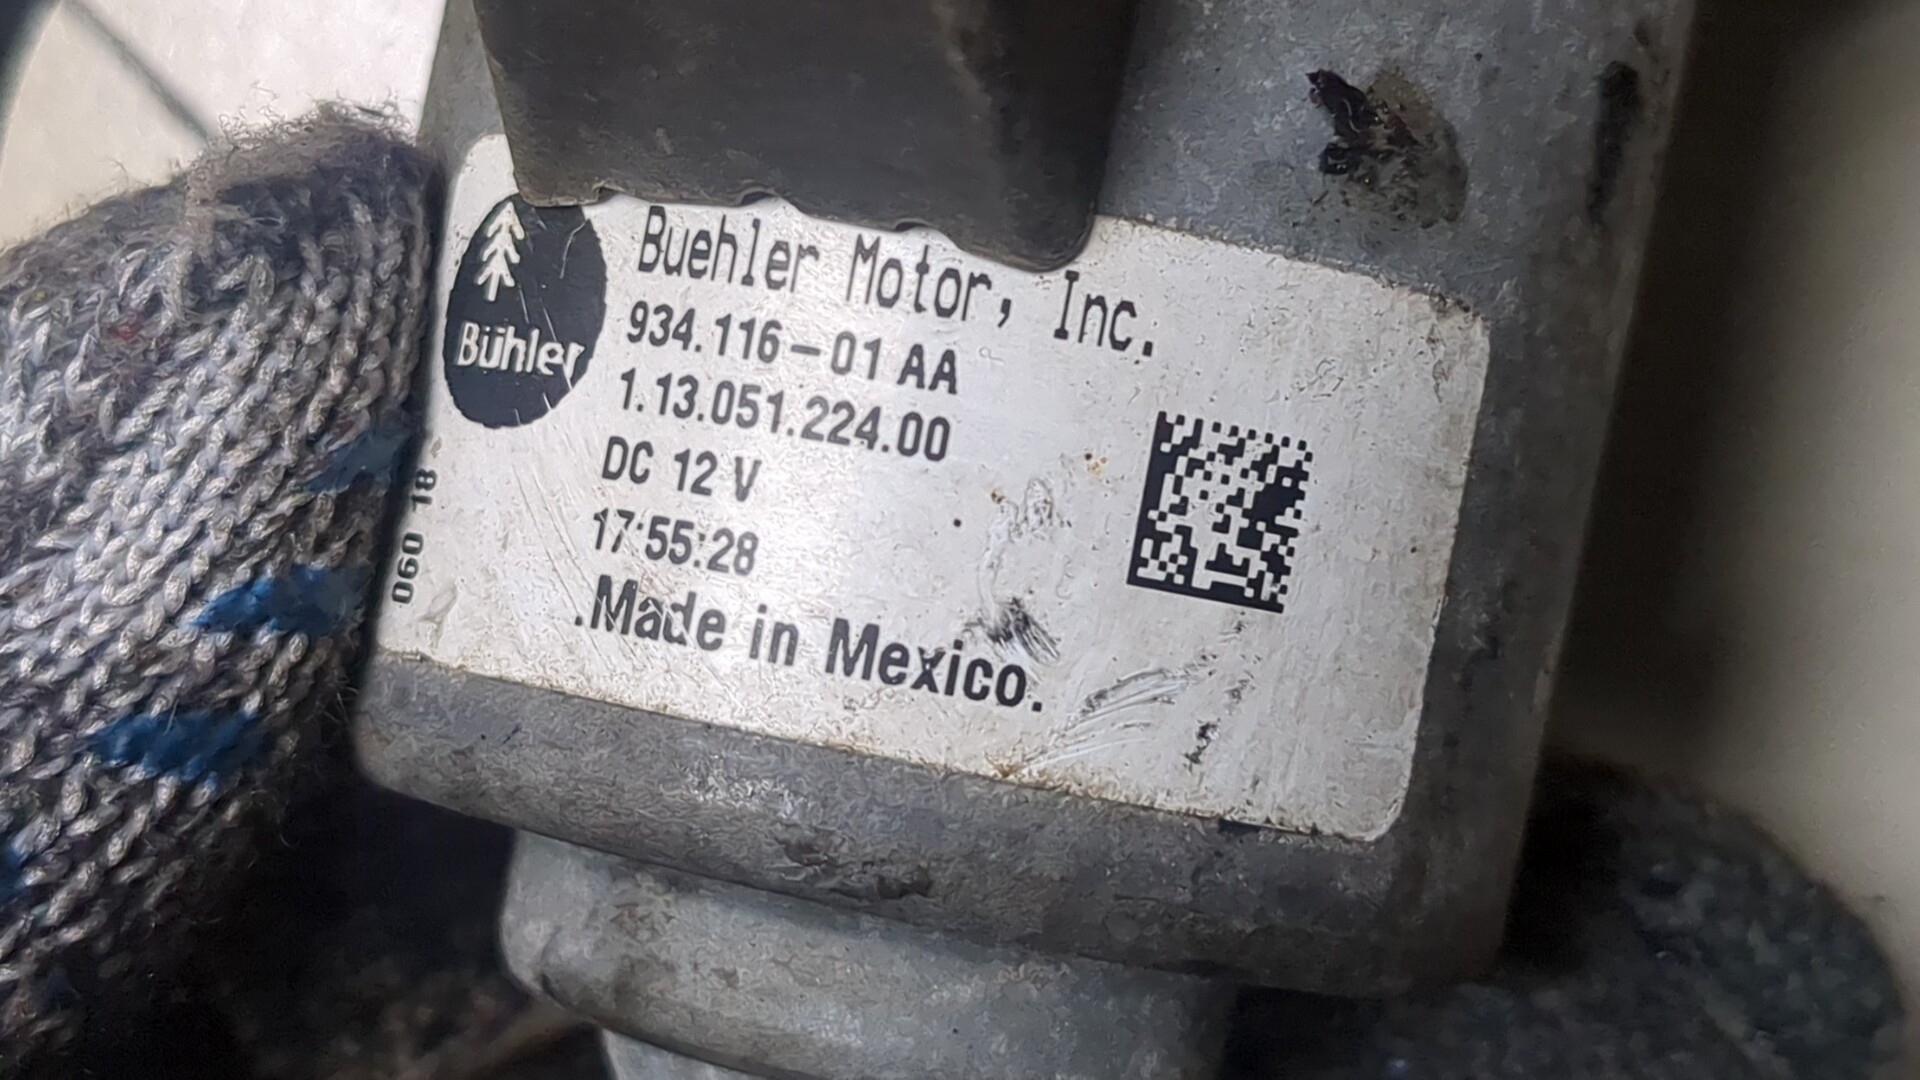 Bühler
Buehler Motor, Inc.
934.116-01 AA
1.13.051.224.00
DC 12 V
17:55:28
.Made in Mexico.
060 18